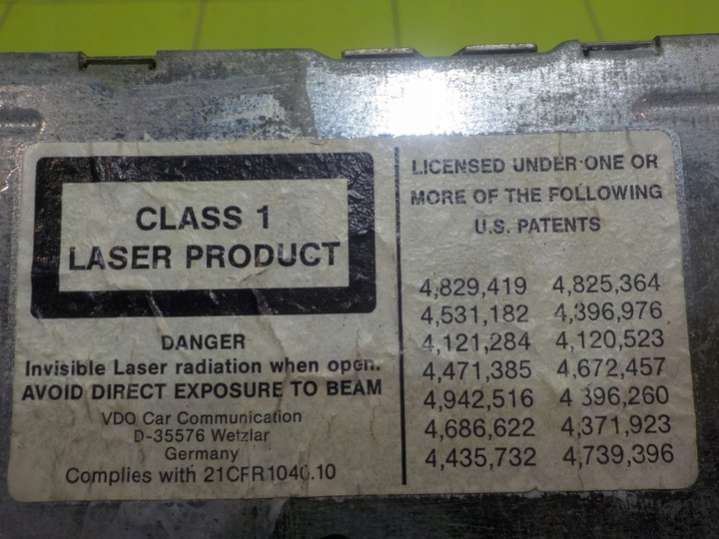 CLASS 1
LASER PRODUCT
DANGER
Invisible Laser radiation when open.
AVOID DIRECT EXPOSURE TO BEAM
VDO Car Communication
D-35576 Wetzlar
Germany
Complies with 21CFR1040.10
LICENSED UNDER ONE OR
MORE OF THE FOLLOWING
U.S. PATENTS
4,829,419 4,825,364
4,531,182 4,396,976
4,121,284 4,120,523
4,471,385 4,672,457
4,942,516 4 396,260
4,686,622 4,371,923
4,435,732 4,739,396